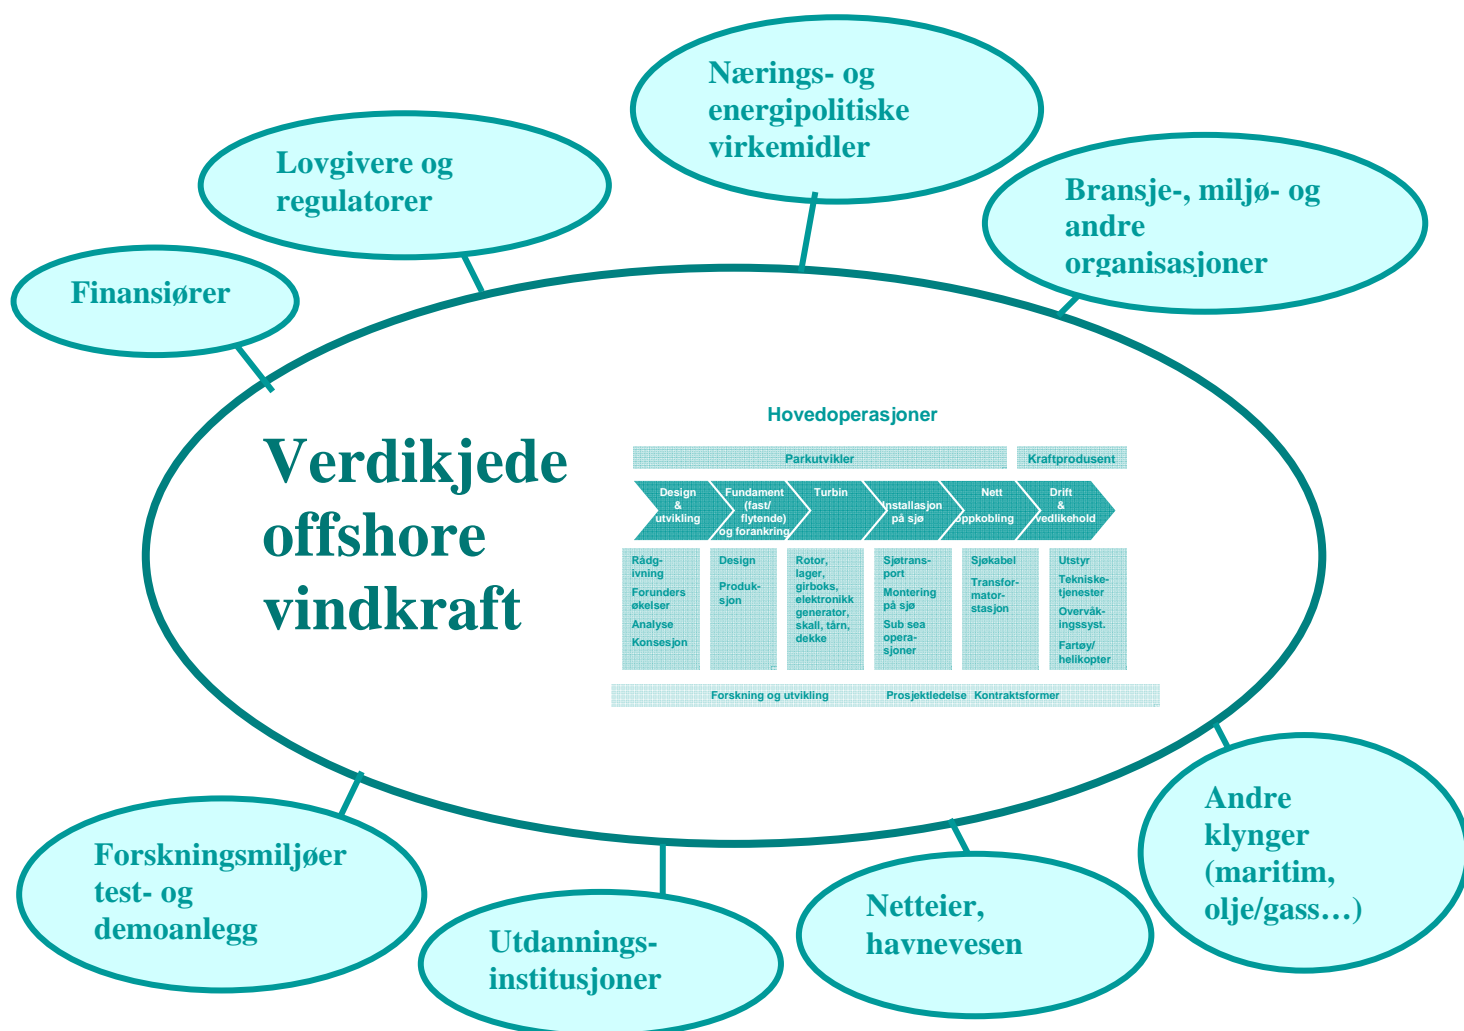 Nærings- og
energipolitiske
virkemidler
Lovgivere og
regulatorer
Bransje-, miljø- og
andre
organisasjoner
Finansiører
Verdikjede
offshore
vindkraft
Hovedoperasjoner
Parkutvikler
Kraftprodusent
Design
&
utvikling
Fundament
(fast/
flytende)
og forankring
Turbin
Installasjon
på sjø
Nett
oppkobling
Drift
&
vedlikehold
Rådg-
ivning
Forunders
økelser
Analyse
Konsesjon
Design
Produk-
sjon
Rotor,
lager,
girboks,
elektronikk
generator,
skall, tårn,
dekke
Sjøtrans-
port
Montering
på sjø
Sub sea
opera-
sjoner
Sjøkabel
Transfor-
mator-
stasjon
Utstyr
Tekniske-
tjenester
Overvåk-
ingssyst.
Fartøy/
helikopter
Forskning og utvikling
Prosjektledelse Kontraktsformer
Forskningsmiljøer
test- og
demoanlegg
Utdannings-
institusjoner
Netteier,
havnevesen
Andre
klynger
(maritim,
olje/gass…)